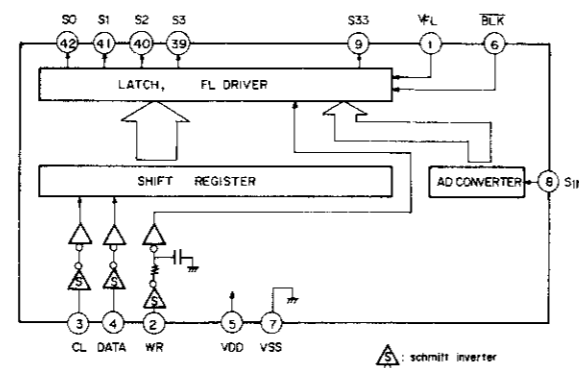 S0 S1 S2 S3 S33 VFL BLK
42 41 40 39 9 1 6
LATCH, FL DRIVER
SHIFT REGISTER
AD CONVERTER
8 SIN
S S S
3 4 2 5 7
CL DATA WR VDD VSS
S : schmitt inverter